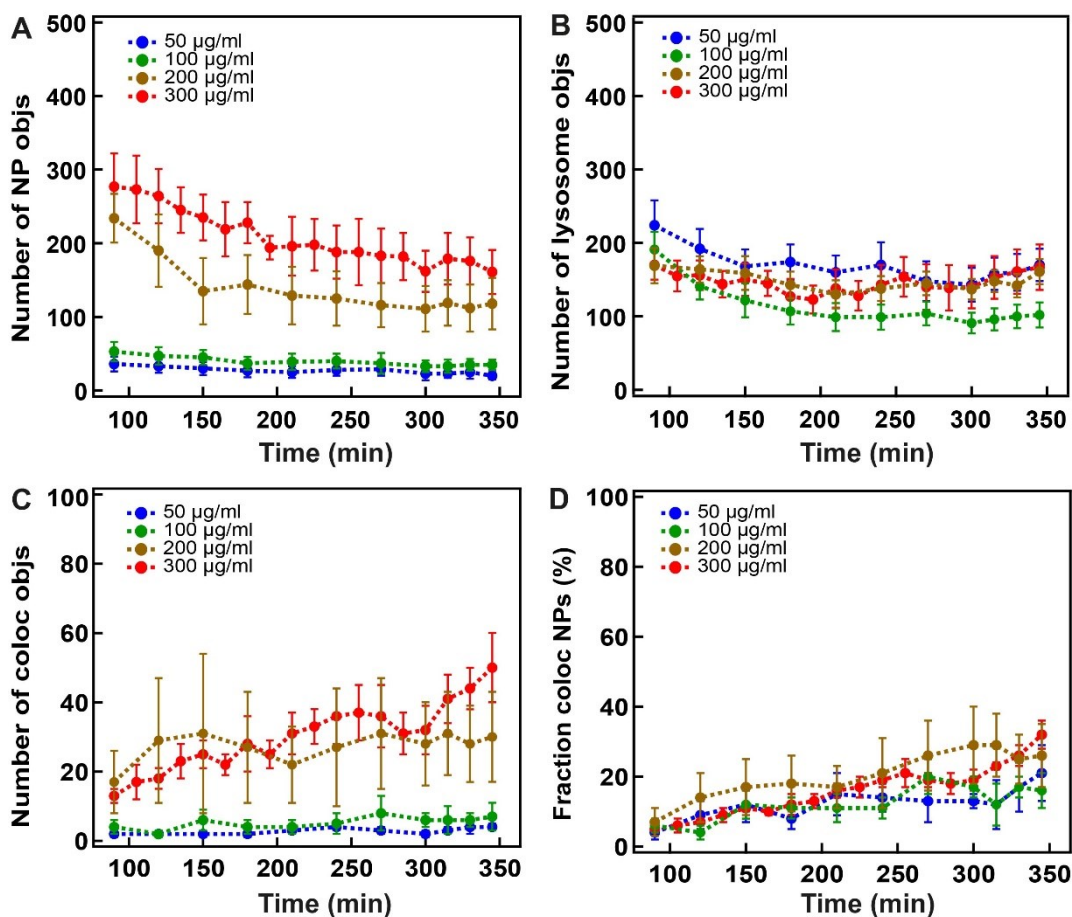 A
Number of NP objs
500
400
300
200
100
0
50 µg/ml
100 µg/ml
200 µg/ml
300 µg/ml
100 150 200 250 300 350
Time (min)
B
Number of lysosome objs
500
400
300
200
100
0
50 µg/ml
100 µg/ml
200 µg/ml
300 µg/ml
100 150 200 250 300 350
Time (min)
C
Number of coloc objs
100
80
60
40
20
0
50 µg/ml
100 µg/ml
200 µg/ml
300 µg/ml
100 150 200 250 300 350
Time (min)
D
Fraction coloc NPs (%)
100
80
60
40
20
0
50 µg/ml
100 µg/ml
200 µg/ml
300 µg/ml
100 150 200 250 300 350
Time (min)